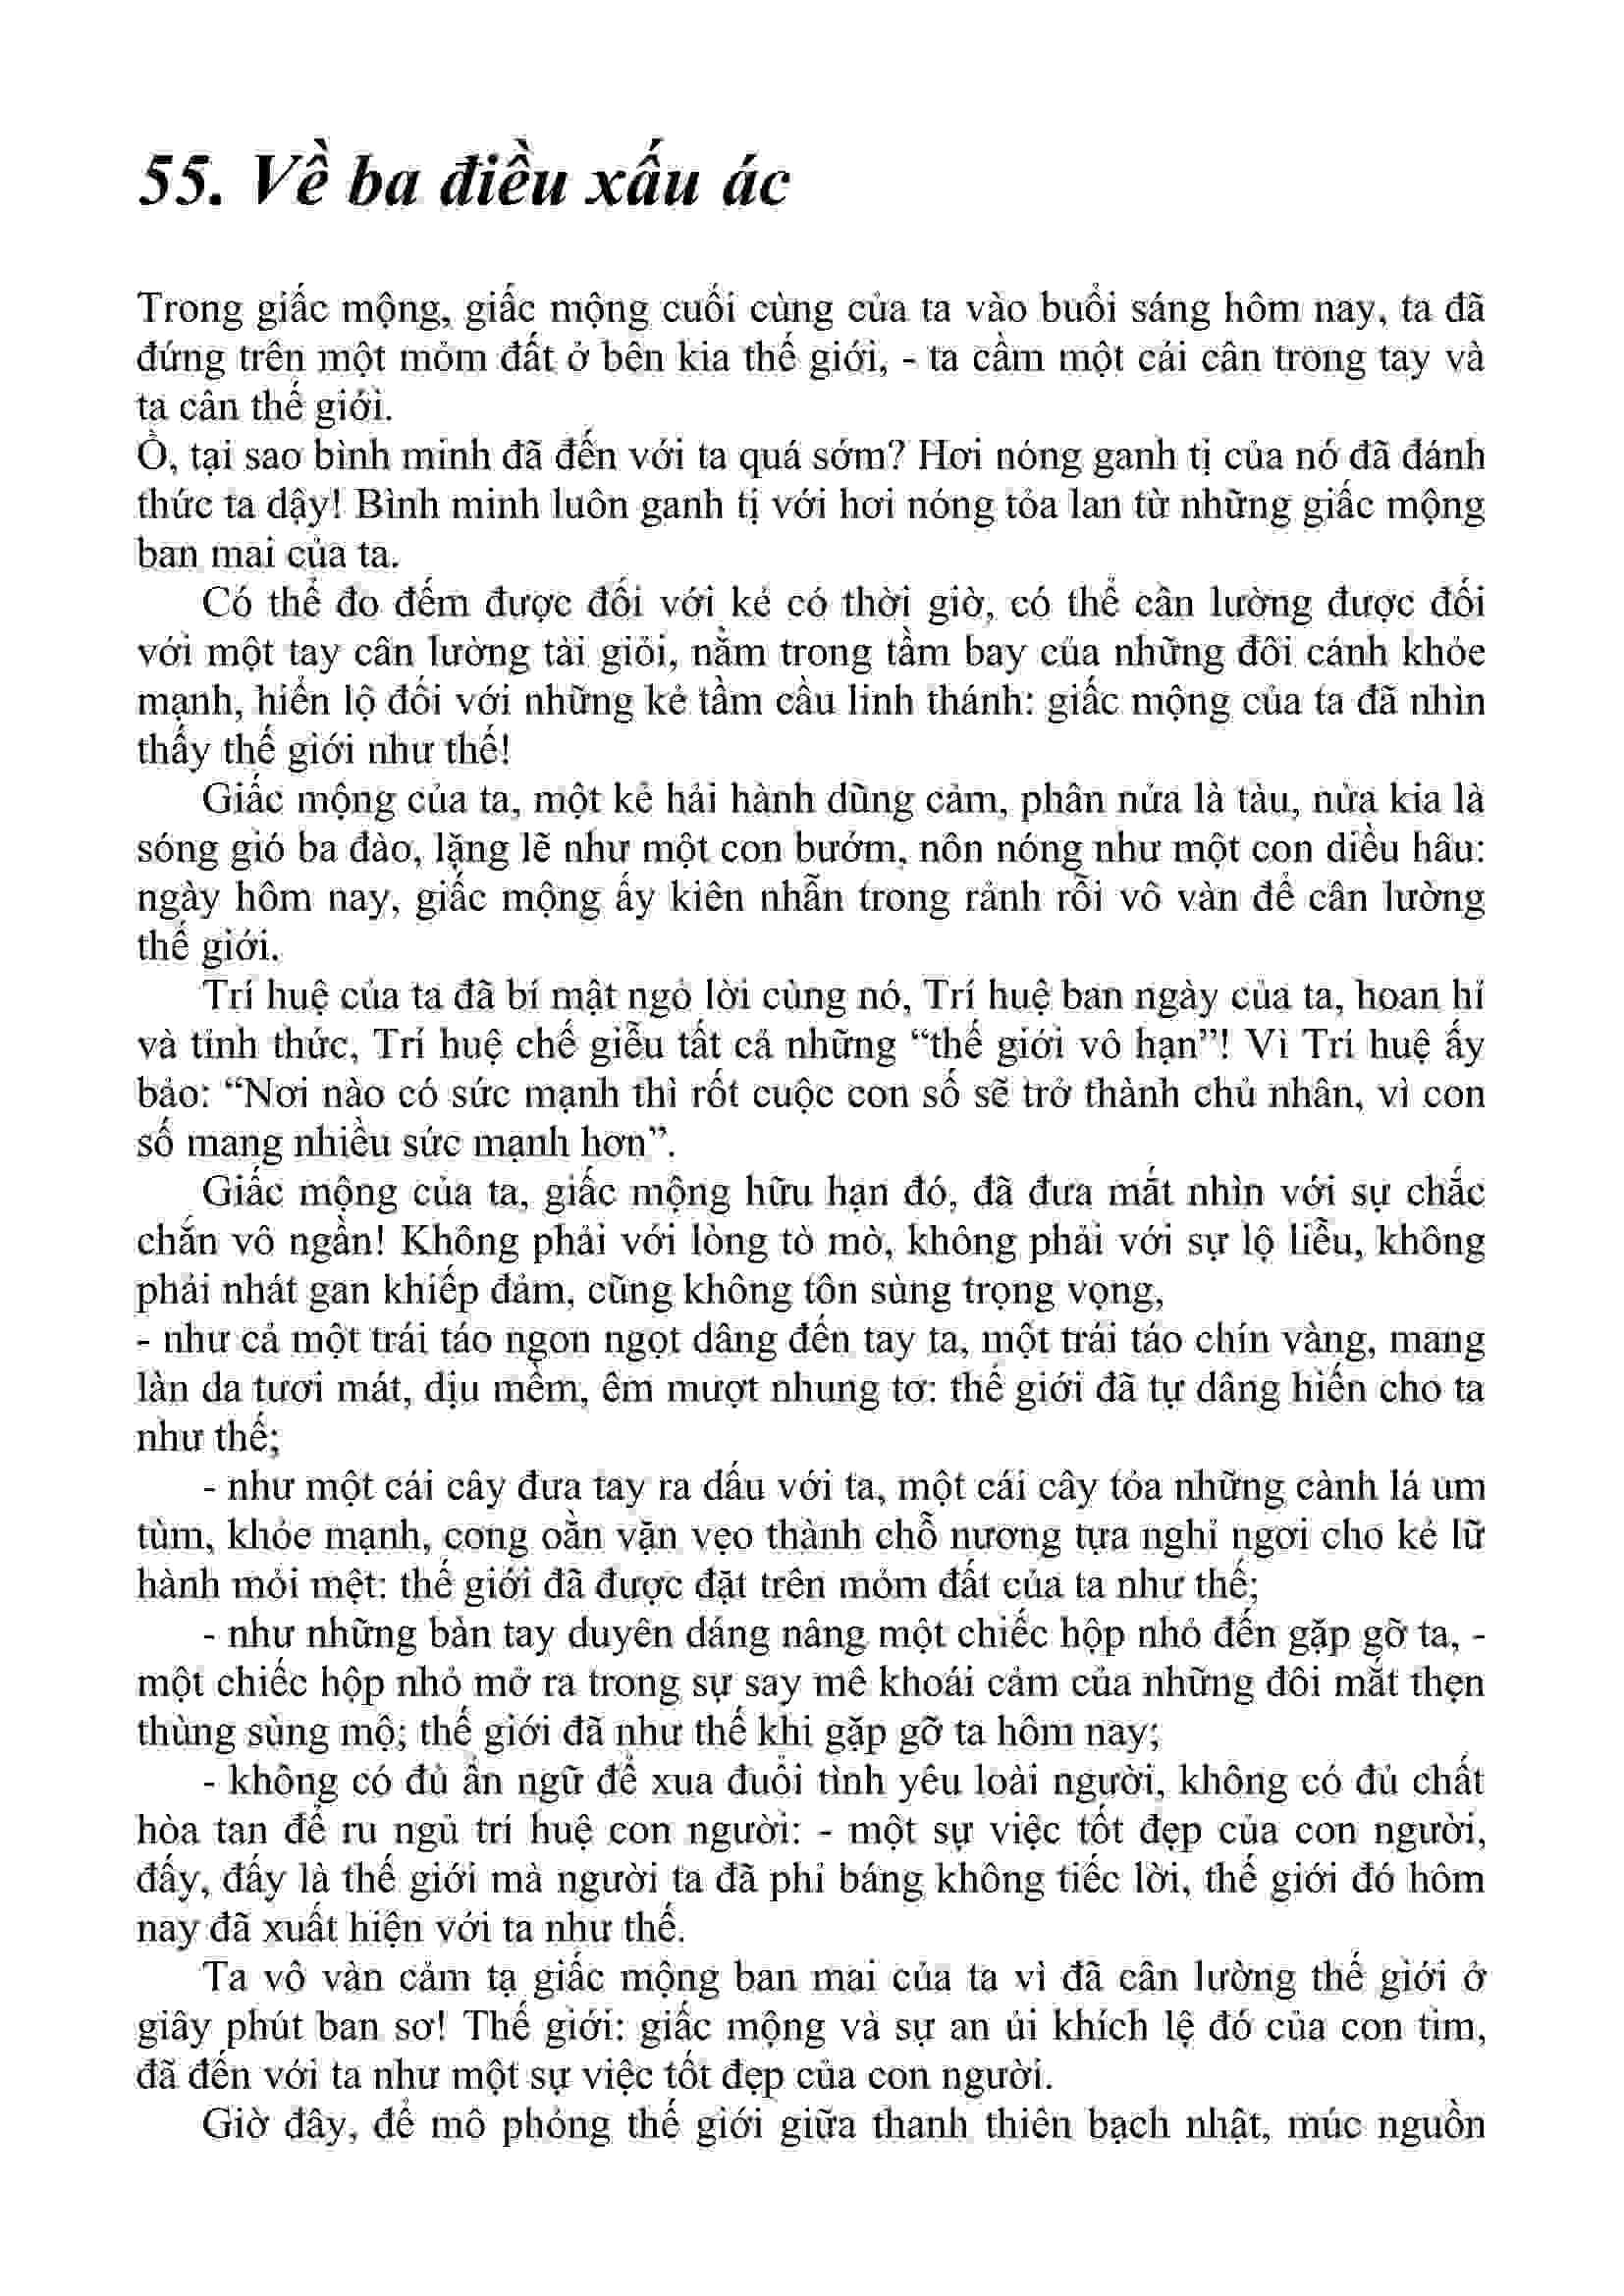 55. Về ba điều xấu ác
Trong giấc mộng, giấc mộng cuối cùng của ta vào buổi sáng hôm nay, ta đã
đứng trên một mỏm đất ở bên kia thế giới, - ta cầm một cái cân trong tay và
ta cân thế giới.
Ồ, tại sao bình minh đã đến với ta quá sớm? Hơi nóng ganh tị của nó đã đánh
thức ta dậy! Bình minh luôn ganh tị với hơi nóng tỏa lan từ những giấc mộng
ban mai của ta.
Có thể đo đếm được đối với kẻ có thời giờ, có thể cần lường được đối
với một tay cân lường tài giỏi, nằm trong tầm bay của những đôi cánh khỏe
mạnh, hiển lộ đối với những kẻ tầm cầu linh thánh: giấc mộng của ta đã nhìn
thấy thế giới như thế!
Giấc mộng của ta, một kẻ hải hành dũng cảm, phân nửa là tàu, nửa kia là
sóng gió ba đào, lặng lẽ như một con bướm, nôn nóng như một con diều hâu:
ngày hôm nay, giấc mộng ấy kiên nhẫn trong rảnh rỗi vô vàn để cân lường
thế giới.
Trí huệ của ta đã bí mật ngỏ lời cùng nó, Trí huệ ban ngày của ta, hoan hỉ
và tỉnh thức, Trí huệ chế giễu tất cả những “thế giới vô hạn”! Vì Trí huệ ấy
bảo: “Nơi nào có sức mạnh thì rốt cuộc con số sẽ trở thành chủ nhân, vì con
số mang nhiều sức mạnh hơn”.
Giấc mộng của ta, giấc mộng hữu hạn đó, đã đưa mắt nhìn với sự chắc
chắn vô ngần! Không phải với lòng tò mò, không phải với sự lộ liễu, không
phải nhát gan khiếp đảm, cũng không tôn sùng trọng vọng,
- như cả một trái táo ngon ngọt dâng đến tay ta, một trái táo chín vàng, mang
lần da tươi mát, dịu mềm, êm mượt nhung tơ: thế giới đã tự dâng hiến cho ta
như thế;
- như một cái cây đưa tay ra dấu với ta, một cái cây tỏa những cành lá um
tùm, khỏe mạnh, cong oằn vặn vẹo thành chỗ nương tựa nghỉ ngơi cho kẻ lữ
hành mỏi mệt: thế giới đã được đặt trên mỏm đất của ta như thế;
- như những bàn tay duyên dáng nâng một chiếc hộp nhỏ đến gặp gỡ ta, -
một chiếc hộp nhỏ mở ra trong sự say mê khoái cảm của những đôi mắt thẹn
thùng sùng mộ; thế giới đã như thế khi gặp gỡ ta hôm nay;
- không có đủ ẩn ngữ để xua đuổi tình yêu loài người, không có đủ chất
hòa tan để ru ngủ trí huệ con người: - một sự việc tốt đẹp của con người,
đấy, đấy là thế giới mà người ta đã phỉ báng không tiếc lời, thế giới đó hôm
nay đã xuất hiện với ta như thế.
Ta vô vàn cảm tạ giấc mộng ban mai của ta vì đã cân lường thế giới ở
giây phút ban sơ! Thế giới: giấc mộng và sự an ủi khích lệ đó của con tim,
đã đến với ta như một sự việc tốt đẹp của con người.
Giờ đây, để mô phỏng thế giới giữa thanh thiên bạch nhật, múc nguồn